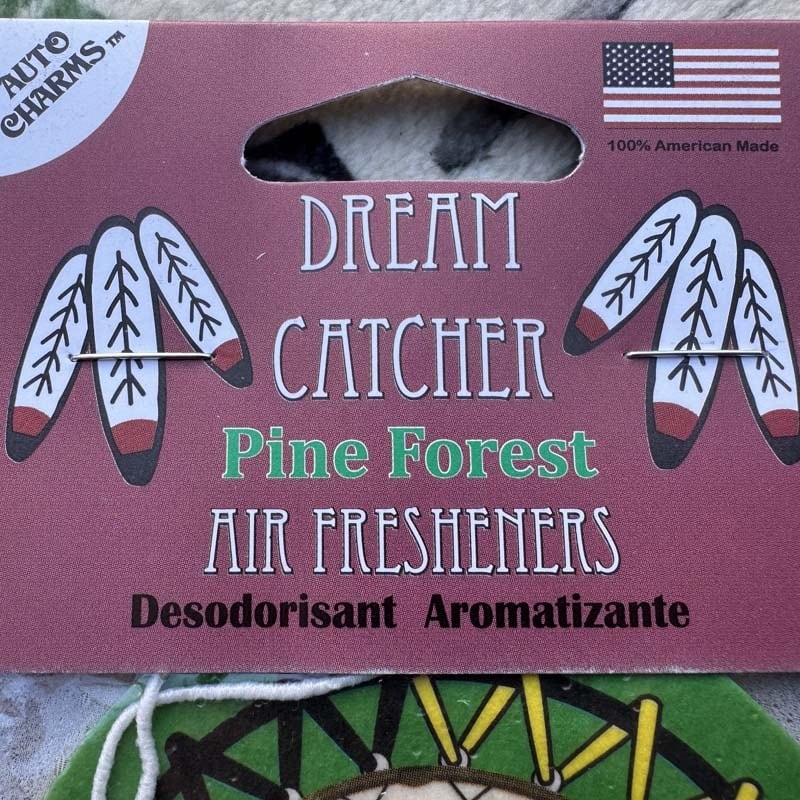 AUTO
CHARMS™
100% American Made
DREAM
CATCHER
Pine Forest
AIR FRESHENERS
Desodorisant Aromatizante